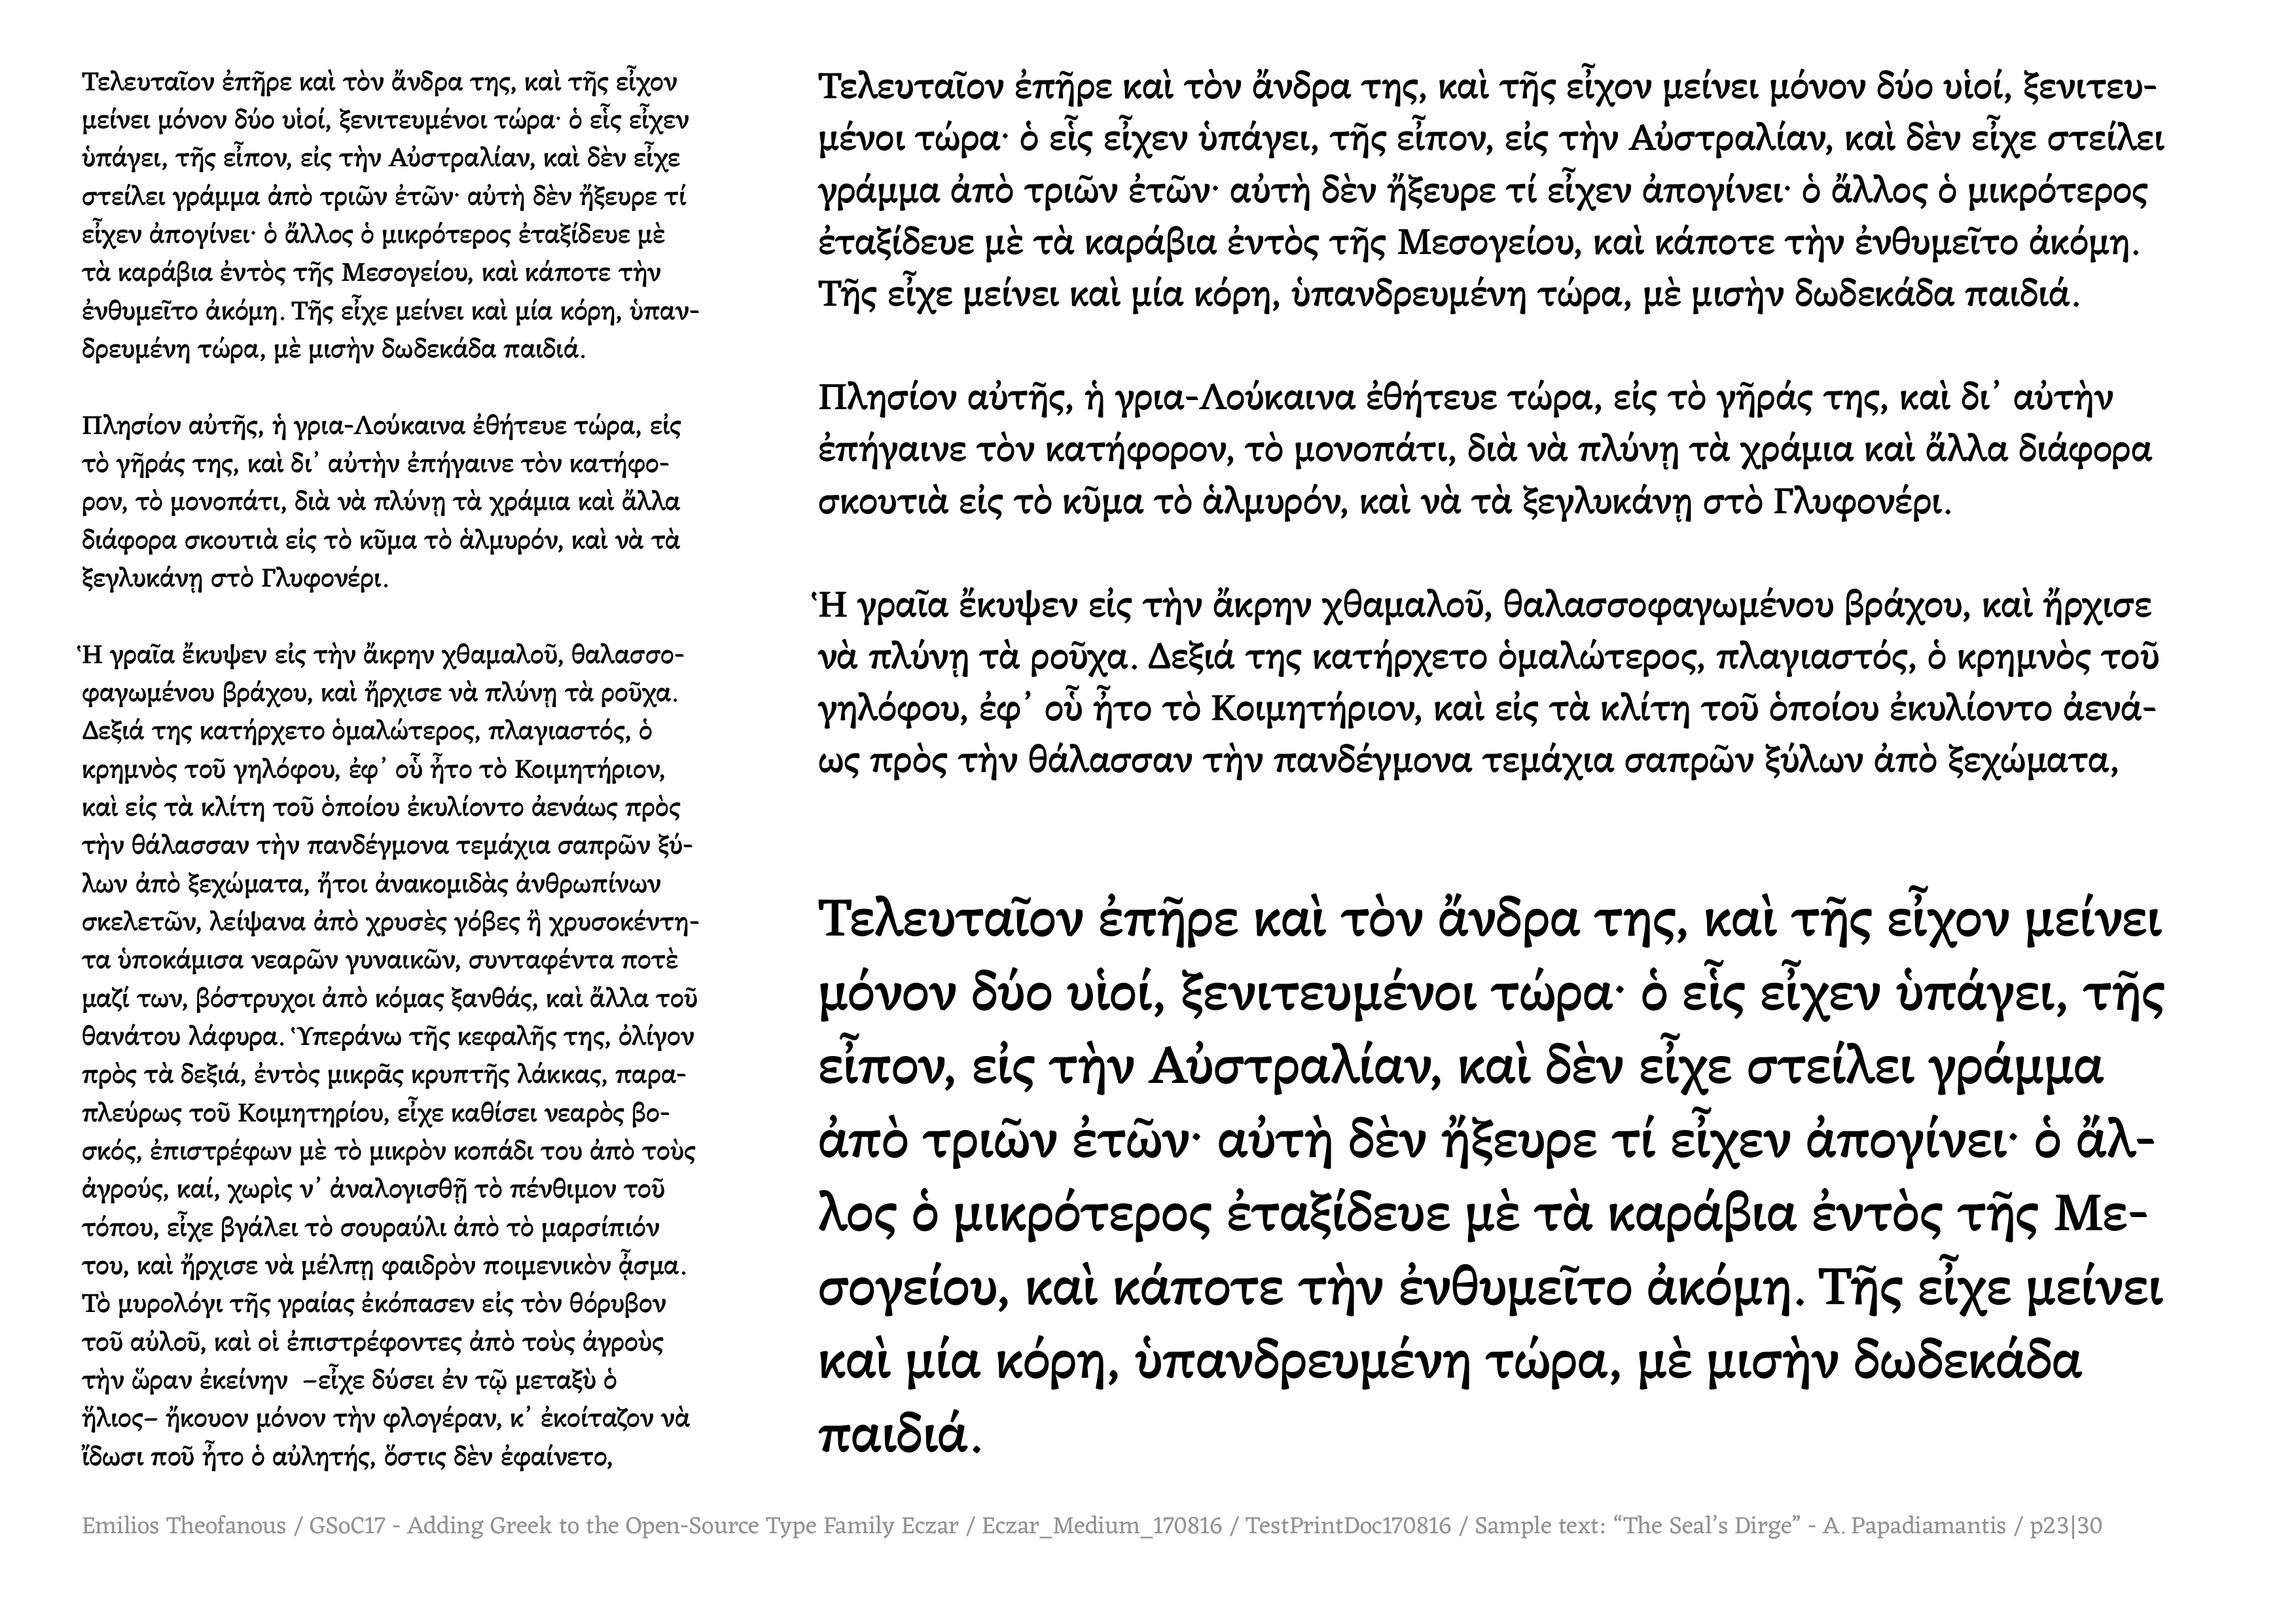 Τελευταῖον ἐπῆρε καὶ τὸν ἄνδρα της, καὶ τῆς εἶχον
μείνει μόνον δύο υἱοί, ξενιτευμένοι τώρα· ὁ εἷς εἶχεν
ὑπάγει, τῆς εἶπον, εἰς τὴν Αὐστραλίαν, καὶ δὲν εἶχε
στείλει γράμμα ἀπὸ τριῶν ἐτῶν· αὐτὴ δὲν ἤξευρε τί
εἶχεν ἀπογίνει· ὁ ἄλλος ὁ μικρότερος ἐταξίδευε μὲ
τὰ καράβια ἐντὸς τῆς Μεσογείου, καὶ κάποτε τὴν
ἐνθυμεῖτο ἀκόμη. Τῆς εἶχε μείνει καὶ μία κόρη, ὑπαν-
δρευμένη τώρα, μὲ μισὴν δωδεκάδα παιδιά.

Πλησίον αὐτῆς, ἡ γρια-Λούκαινα ἐθήτευε τώρα, εἰς
τὸ γῆράς της, καὶ δι᾽ αὐτὴν ἐπήγαινε τὸν κατήφο-
ρον, τὸ μονοπάτι, διὰ νὰ πλύνῃ τὰ χράμια καὶ ἄλλα
διάφορα σκουτιὰ εἰς τὸ κῦμα τὸ ἁλμυρόν, καὶ νὰ τὰ
ξεγλυκάνῃ στὸ Γλυφονέρι.

Ἡ γραῖα ἔκυψεν εἰς τὴν ἄκρην χθαμαλοῦ, θαλασσο-
φαγωμένου βράχου, καὶ ἤρχισε νὰ πλύνῃ τὰ ροῦχα.
Δεξιά της κατήρχετο ὁμαλώτερος, πλαγιαστός, ὁ
κρημνὸς τοῦ γηλόφου, ἐφ᾽ οὗ ἦτο τὸ Κοιμητήριον,
καὶ εἰς τὰ κλίτη τοῦ ὁποίου ἐκυλίοντο ἀενάως πρὸς
τὴν θάλασσαν τὴν πανδέγμονα τεμάχια σαπρῶν ξύ-
λων ἀπὸ ξεχώματα, ἤτοι ἀνακομιδὰς ἀνθρωπίνων
σκελετῶν, λείψανα ἀπὸ χρυσὲς γόβες ἢ χρυσοκέντη-
τα ὑποκάμισα νεαρῶν γυναικῶν, συνταφέντα ποτὲ
μαζί των, βόστρυχοι ἀπὸ κόμας ξανθάς, καὶ ἄλλα τοῦ
θανάτου λάφυρα. Ὑπεράνω τῆς κεφαλῆς της, ὀλίγον
πρὸς τὰ δεξιά, ἐντὸς μικρᾶς κρυπτῆς λάκκας, παρα-
πλεύρως τοῦ Κοιμητηρίου, εἶχε καθίσει νεαρὸς βο-
σκός, ἐπιστρέφων μὲ τὸ μικρὸν κοπάδι του ἀπὸ τοὺς
ἀγρούς, καί, χωρὶς ν᾽ ἀναλογισθῇ τὸ πένθιμον τοῦ
τόπου, εἶχε βγάλει τὸ σουραύλι ἀπὸ τὸ μαρσίπιόν
του, καὶ ἤρχισε νὰ μέλπῃ φαιδρὸν ποιμενικὸν ᾆσμα.
Τὸ μυρολόγι τῆς γραίας ἐκόπασεν εἰς τὸν θόρυβον
τοῦ αὐλοῦ, καὶ οἱ ἐπιστρέφοντες ἀπὸ τοὺς ἀγροὺς
τὴν ὥραν ἐκείνην –εἶχε δύσει ἐν τῷ μεταξὺ ὁ
ἥλιος– ἤκουον μόνον τὴν φλογέραν, κ᾽ ἐκοίταζον νὰ
ἴδωσι ποῦ ἦτο ὁ αὐλητής, ὅστις δὲν ἐφαίνετο,

Τελευταῖον ἐπῆρε καὶ τὸν ἄνδρα της, καὶ τῆς εἶχον μείνει μόνον δύο υἱοί, ξενιτευ-
μένοι τώρα· ὁ εἷς εἶχεν ὑπάγει, τῆς εἶπον, εἰς τὴν Αὐστραλίαν, καὶ δὲν εἶχε στείλει
γράμμα ἀπὸ τριῶν ἐτῶν· αὐτὴ δὲν ἤξευρε τί εἶχεν ἀπογίνει· ὁ ἄλλος ὁ μικρότερος
ἐταξίδευε μὲ τὰ καράβια ἐντὸς τῆς Μεσογείου, καὶ κάποτε τὴν ἐνθυμεῖτο ἀκόμη.
Τῆς εἶχε μείνει καὶ μία κόρη, ὑπανδρευμένη τώρα, μὲ μισὴν δωδεκάδα παιδιά.

Πλησίον αὐτῆς, ἡ γρια-Λούκαινα ἐθήτευε τώρα, εἰς τὸ γῆράς της, καὶ δι᾽ αὐτὴν
ἐπήγαινε τὸν κατήφορον, τὸ μονοπάτι, διὰ νὰ πλύνῃ τὰ χράμια καὶ ἄλλα διάφορα
σκουτιὰ εἰς τὸ κῦμα τὸ ἁλμυρόν, καὶ νὰ τὰ ξεγλυκάνῃ στὸ Γλυφονέρι.

Ἡ γραῖα ἔκυψεν εἰς τὴν ἄκρην χθαμαλοῦ, θαλασσοφαγωμένου βράχου, καὶ ἤρχισε
νὰ πλύνῃ τὰ ροῦχα. Δεξιά της κατήρχετο ὁμαλώτερος, πλαγιαστός, ὁ κρημνὸς τοῦ
γηλόφου, ἐφ᾽ οὗ ἦτο τὸ Κοιμητήριον, καὶ εἰς τὰ κλίτη τοῦ ὁποίου ἐκυλίοντο ἀενά-
ως πρὸς τὴν θάλασσαν τὴν πανδέγμονα τεμάχια σαπρῶν ξύλων ἀπὸ ξεχώματα,

Τελευταῖον ἐπῆρε καὶ τὸν ἄνδρα της, καὶ τῆς εἶχον μείνει
μόνον δύο υἱοί, ξενιτευμένοι τώρα· ὁ εἷς εἶχεν ὑπάγει, τῆς
εἶπον, εἰς τὴν Αὐστραλίαν, καὶ δὲν εἶχε στείλει γράμμα
ἀπὸ τριῶν ἐτῶν· αὐτὴ δὲν ἤξευρε τί εἶχεν ἀπογίνει· ὁ ἄλ-
λος ὁ μικρότερος ἐταξίδευε μὲ τὰ καράβια ἐντὸς τῆς Με-
σογείου, καὶ κάποτε τὴν ἐνθυμεῖτο ἀκόμη. Τῆς εἶχε μείνει
καὶ μία κόρη, ὑπανδρευμένη τώρα, μὲ μισὴν δωδεκάδα
παιδιά.

Emilios Theofanous / GSoC17 - Adding Greek to the Open-Source Type Family Eczar / Eczar_Medium_170816 / TestPrintDoc170816 / Sample text: “The Seal’s Dirge” - A. Papadiamantis / p23|30